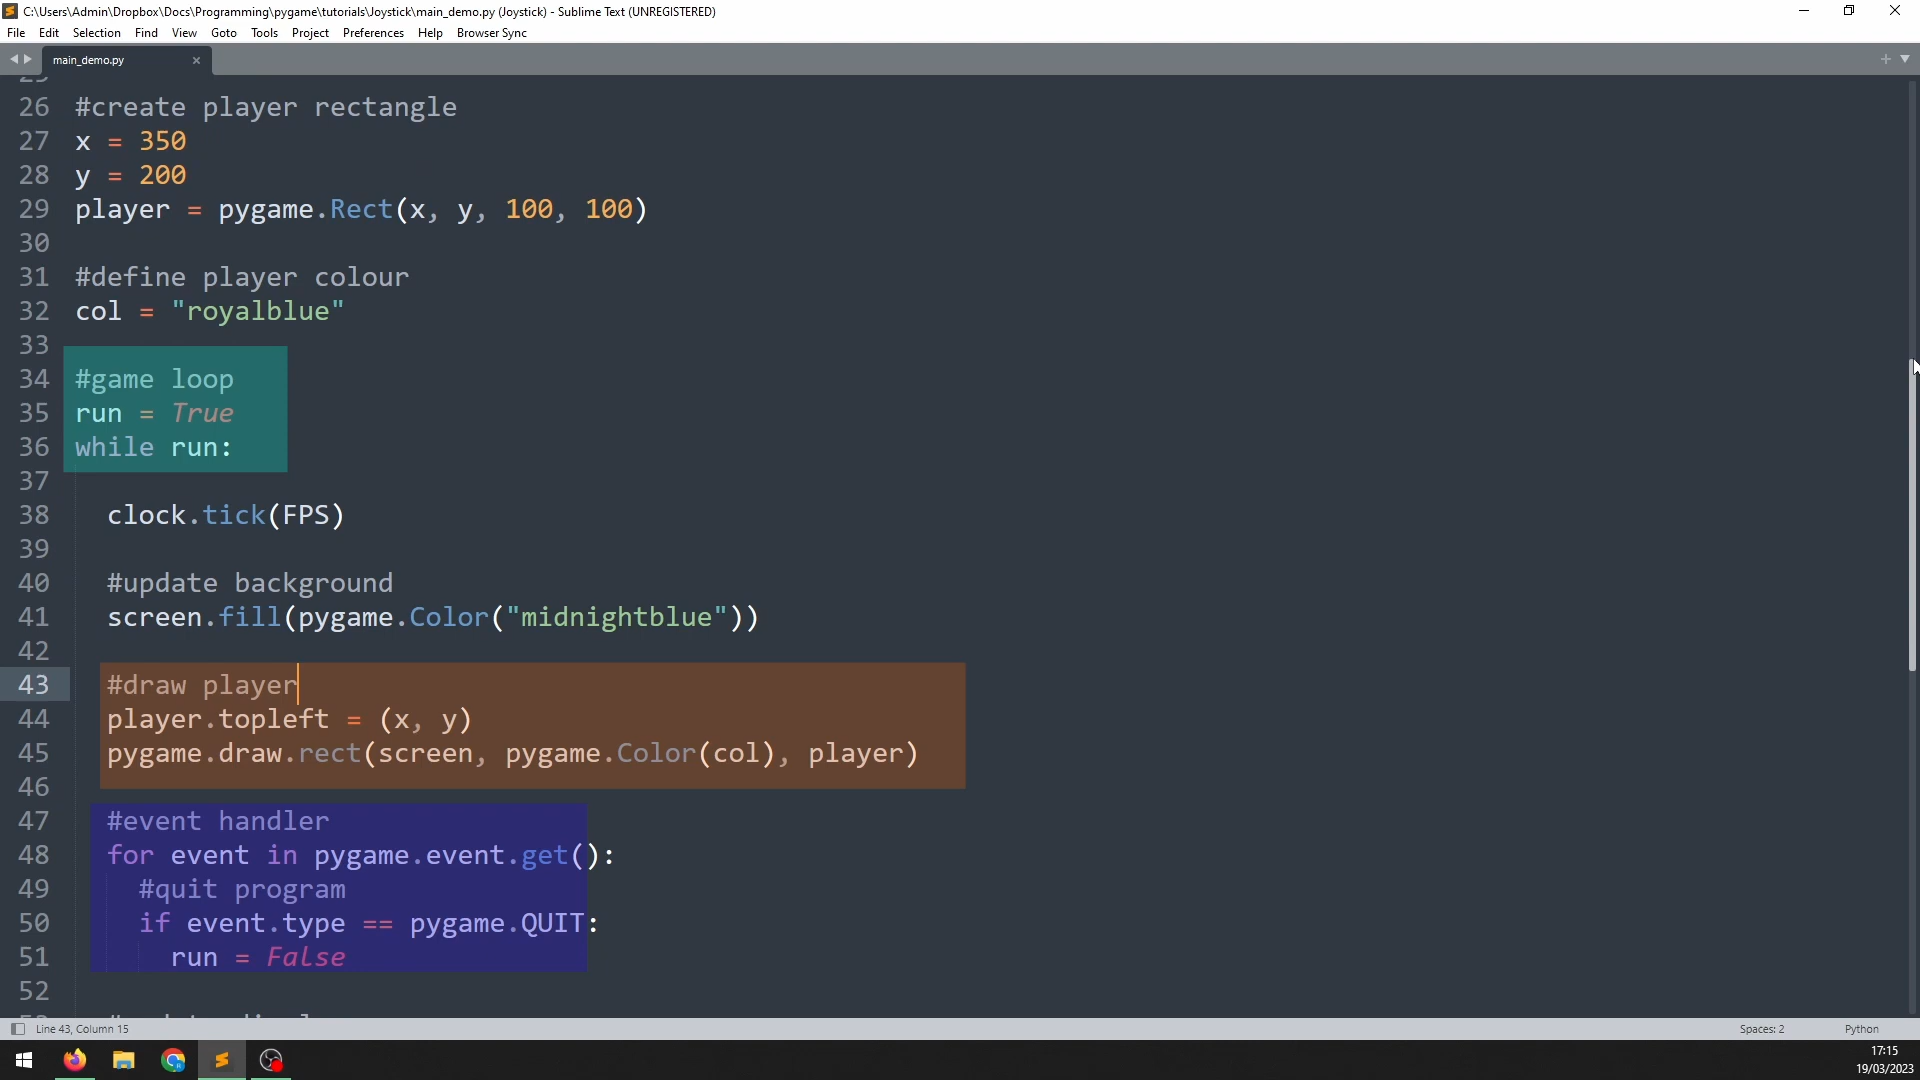 C:\Users\Admin\Dropbox\Docs\Programming\pygame\tutorials\Joystick\main_demo.py (Joystick) - Sublime Text (UNREGISTERED)
File Edit Selection Find View Goto Tools Project Preferences Help Browser Sync
main_demo.py
26 #create player rectangle
27 x = 350
28 y = 200
29 player = pygame.Rect(x, y, 100, 100)
30
31 #define player colour
32 col = "royalblue"
33
34 #game loop
35 run = True
36 while run:
37
38 clock.tick(FPS)
39
40 #update background
41 screen.fill(pygame.Color("midnightblue"))
42
43 #draw player
44 player.topleft = (x, y)
45 pygame.draw.rect(screen, pygame.Color(col), player)
46
47 #event handler
48 for event in pygame.event.get():
49 #quit program
50 if event.type == pygame.QUIT:
51 run = False
52
Line 43, Column 15
Spaces: 2
Python
17:15
19/03/2023